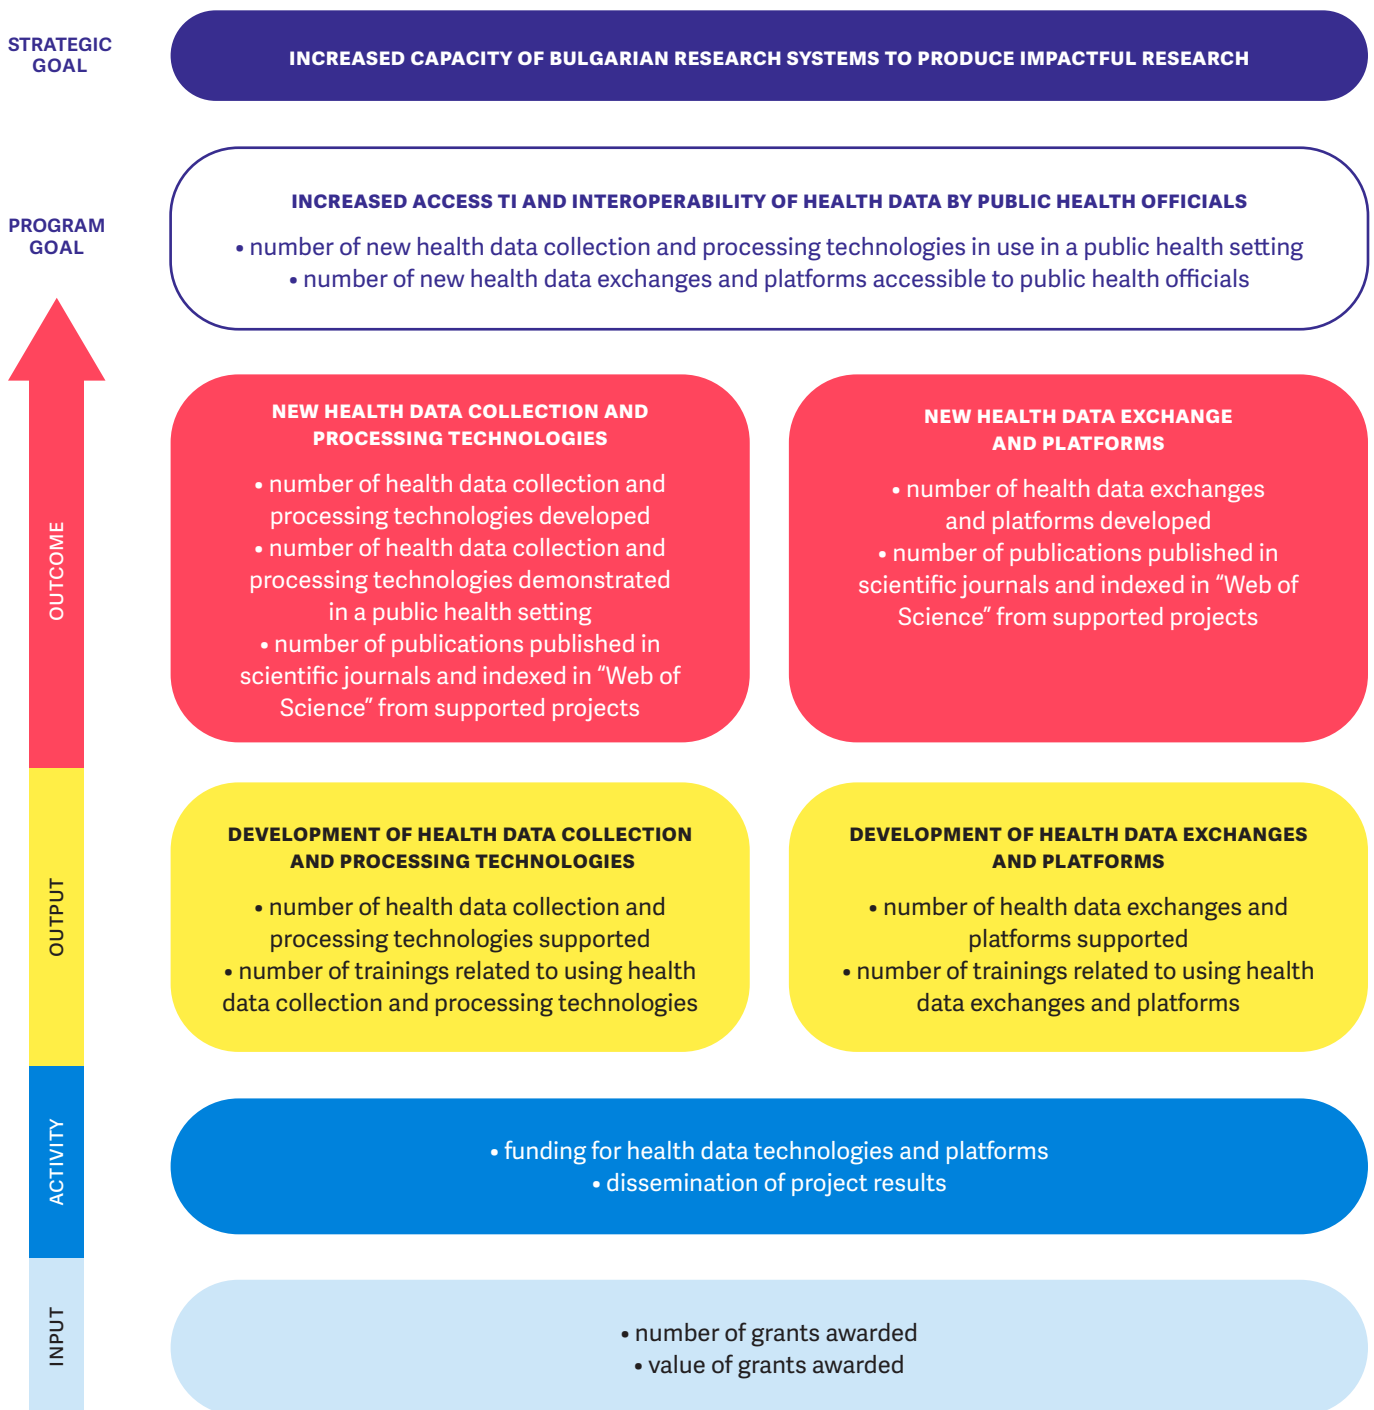 STRATEGIC
GOAL
INCREASED CAPACITY OF BULGARIAN RESEARCH SYSTEMS TO PRODUCE IMPACTFUL RESEARCH
PROGRAM
GOAL
INCREASED ACCESS TI AND INTEROPERABILITY OF HEALTH DATA BY PUBLIC HEALTH OFFICIALS
• number of new health data collection and processing technologies in use in a public health setting
• number of new health data exchanges and platforms accessible to public health officials
OUTCOME
NEW HEALTH DATA COLLECTION AND
PROCESSING TECHNOLOGIES
• number of health data collection and
processing technologies developed
• number of health data collection and
processing technologies demonstrated
in a public health setting
• number of publications published in
scientific journals and indexed in “Web of
Science” from supported projects
NEW HEALTH DATA EXCHANGE
AND PLATFORMS
• number of health data exchanges
and platforms developed
• number of publications published in
scientific journals and indexed in “Web of
Science” from supported projects
OUTPUT
DEVELOPMENT OF HEALTH DATA COLLECTION
AND PROCESSING TECHNOLOGIES
• number of health data collection and
processing technologies supported
• number of trainings related to using health
data collection and processing technologies
DEVELOPMENT OF HEALTH DATA EXCHANGES
AND PLATFORMS
• number of health data exchanges and
platforms supported
• number of trainings related to using health
data exchanges and platforms
ACTIVITY
• funding for health data technologies and platforms
• dissemination of project results
INPUT
• number of grants awarded
• value of grants awarded